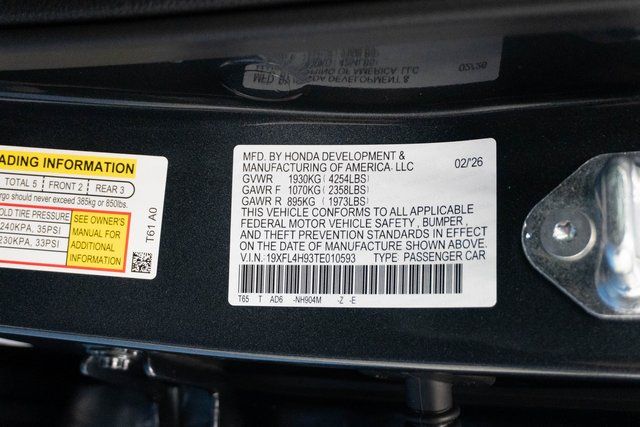 ADING INFORMATION
TOTAL 5 FRONT 2 REAR 3
rgo should never exceed 385kg or 850lbs.
OLD TIRE PRESSURE
240KPA, 35PSI
230KPA, 33PSI
SEE OWNER'S
MANUAL FOR
ADDITIONAL
INFORMATION
T61 A0
MFD. BY HONDA DEVELOPMENT &
MANUFACTURING OF AMERICA, LLC
02/26
GVWR 1930KG ( 4254LBS)
GAWR F 1070KG ( 2358LBS)
GAWR R 895KG ( 1973LBS)
THIS VEHICLE CONFORMS TO ALL APPLICABLE
FEDERAL MOTOR VEHICLE SAFETY , BUMPER ,
AND THEFT PREVENTION STANDARDS IN EFFECT
ON THE DATE OF MANUFACTURE SHOWN ABOVE.
V.I.N.:19XFL4H93TE010593 TYPE: PASSENGER CAR
T65 T AD6 -NH904M -Z -E